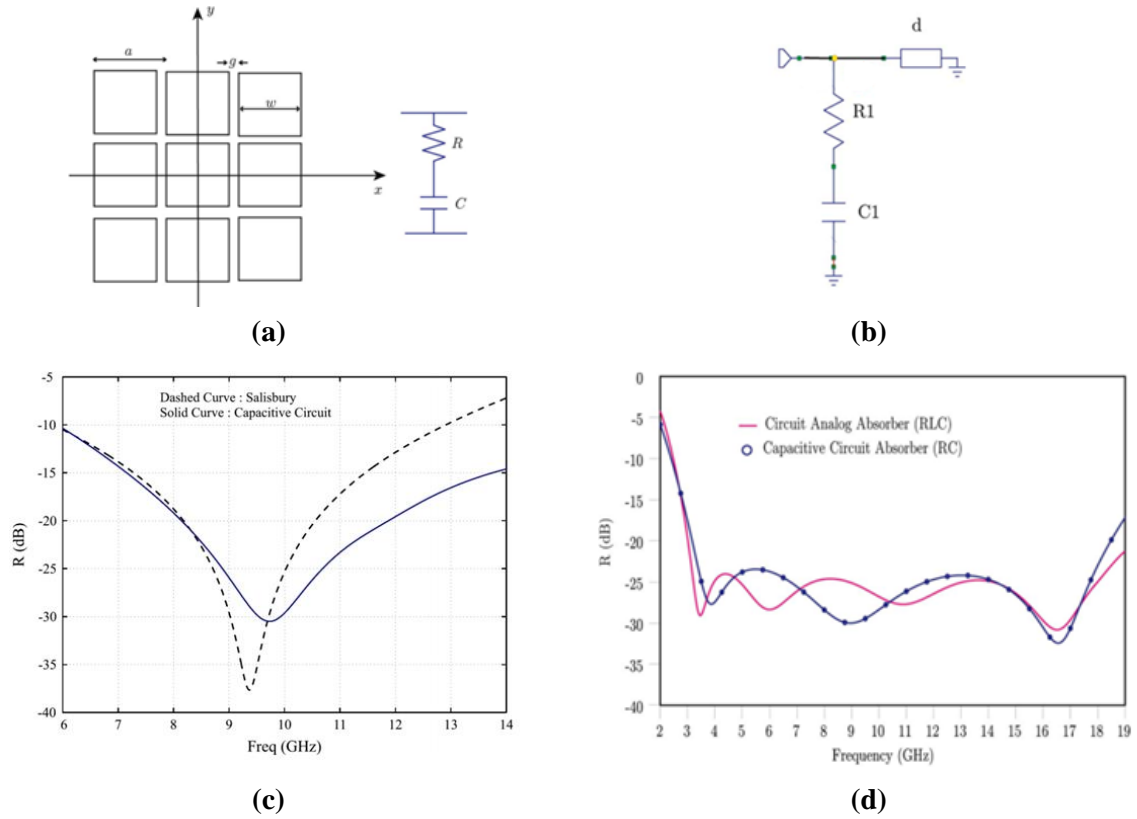 y
a
g
w
x
R
C
(a)
d
R1
C1
(b)
-5
-10
-15
-20
-25
-30
-35
-40
R (dB)
Dashed Curve : Salisbury
Solid Curve : Capacitive Circuit
6 7 8 9 10 11 12 13 14
Freq (GHz)
(c)
0
-5
-10
-15
-20
-25
-30
-35
-40
R (dB)
Circuit Analog Absorber (RLC)
Capacitive Circuit Absorber (RC)
2 3 4 5 6 7 8 9 10 11 12 13 14 15 16 17 18 19
Frequency (GHz)
(d)